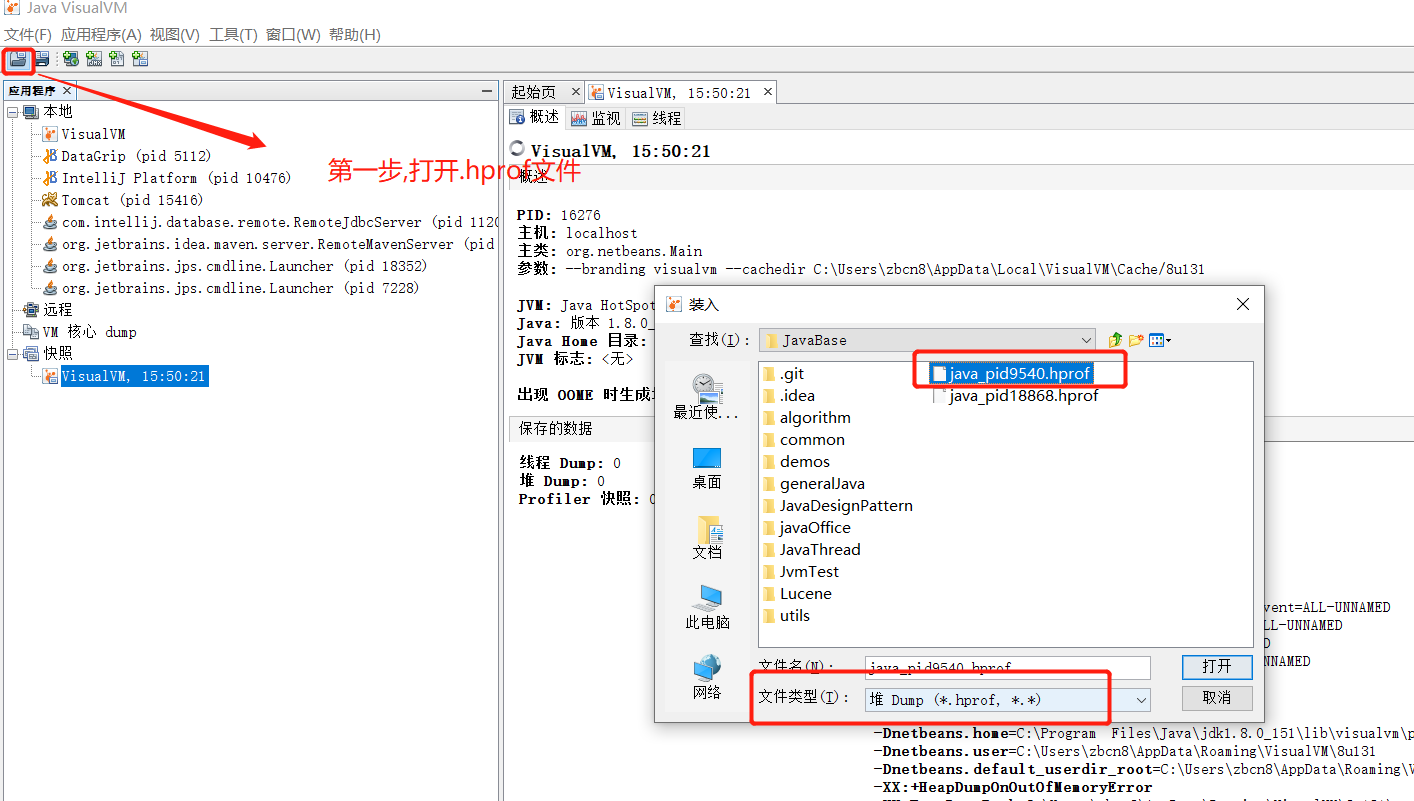 Java VisualVM
文件(F) 应用程序(A) 视图(V) 工具(T) 窗口(W) 帮助(H)
应用程序
本地
VisualVM
DataGrip (pid 5112)
IntelliJ Platform (pid 10476)
Tomcat (pid 15416)
com.intellij.database.remote.RemoteJdbcServer (pid 1120
org.jetbrains.idea.maven.server.RemoteMavenServer (pid
org.jetbrains.jps.cmdline.Launcher (pid 18352)
org.jetbrains.jps.cmdline.Launcher (pid 7228)
远程
VM 核心 dump
快照
VisualVM, 15:50:21
第一步,打开.hprof文件
起始页
VisualVM, 15:50:21
概述 监视 线程
VisualVM, 15:50:21
概述
PID: 16276
主机: localhost
主类: org.netbeans.Main
参数: --branding visualvm --cachedir C:\Users\zbcn8\AppData\Local\VisualVM\Cache/8u131
JVM: Java HotSpot
Java: 版本 1.8.0_
Java Home 目录:
JVM 标志: <无>
出现 OOME 时生成
保存的数据
线程 Dump: 0
堆 Dump: 0
Profiler 快照: 0
装入
查找(I): JavaBase
最近使...
桌面
文档
此电脑
网络
.git
.idea
algorithm
common
demos
generalJava
JavaDesignPattern
javaOffice
JavaThread
JvmTest
Lucene
utils
java_pid9540.hprof
java_pid18868.hprof
文件名(N): java_pid9540.hprof
打开
文件类型(T): 堆 Dump (*.hprof, *.*)
取消
vent=ALL-UNNAMED
LL-UNNAMED
D
NNAMED
-Dnetbeans.home=C:\Program Files\Java\jdk1.8.0_151\lib\visualvm\p
-Dnetbeans.user=C:\Users\zbcn8\AppData\Roaming\VisualVM\8u131
-Dnetbeans.default_userdir_root=C:\Users\zbcn8\AppData\Roaming\V
-XX:+HeapDumpOnOutOfMemoryError